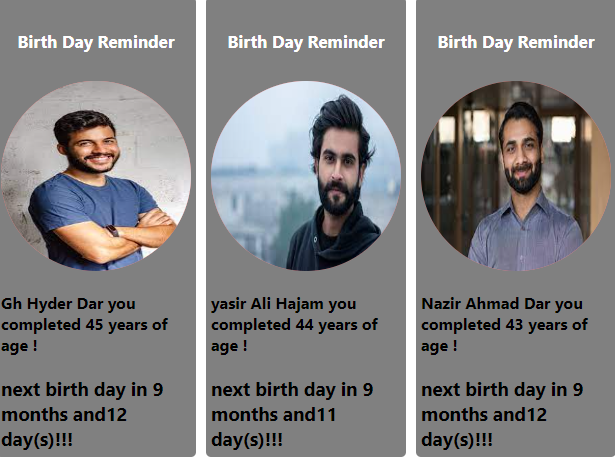 Birth Day Reminder
Gh Hyder Dar you
completed 45 years of
age !
next birth day in 9
months and12
day(s)!!!
Birth Day Reminder
yasir Ali Hajam you
completed 44 years of
age !
next birth day in 9
months and11
day(s)!!!
Birth Day Reminder
Nazir Ahmad Dar you
completed 43 years of
age !
next birth day in 9
months and12
day(s)!!!